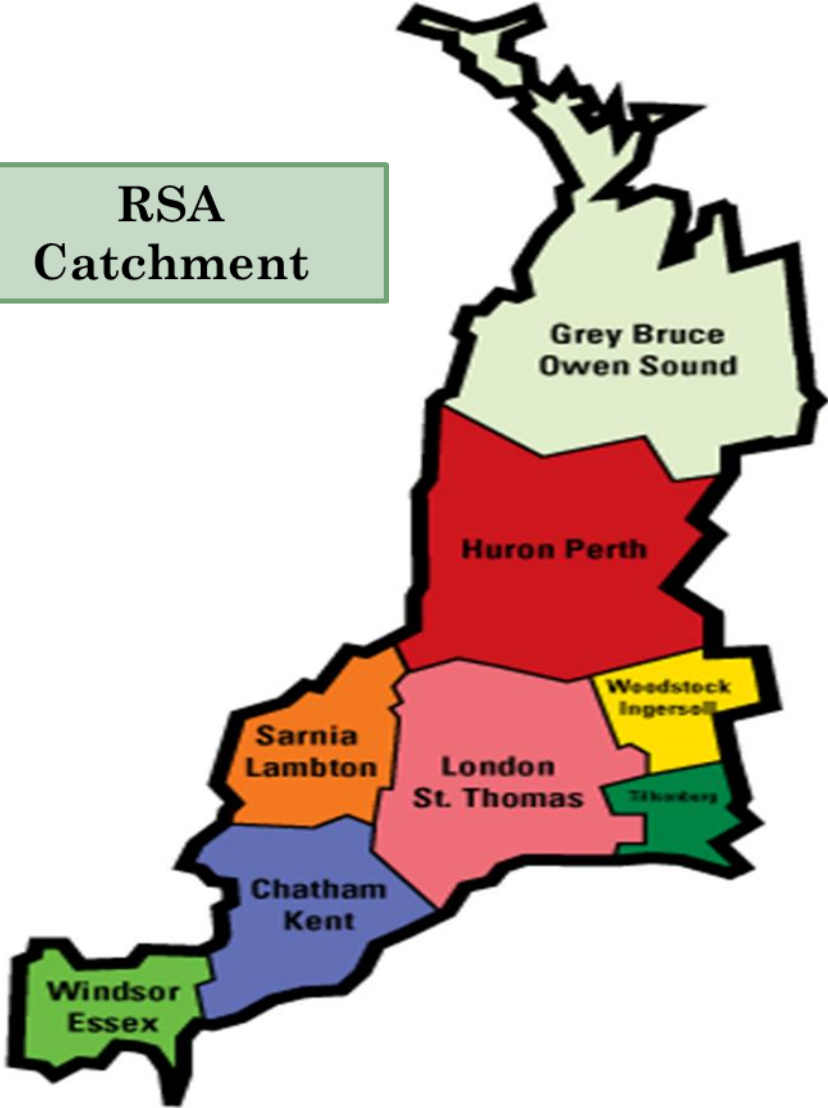 RSA
Catchment
Grey Bruce
Owen Sound
Huron Perth
Woodstock
Ingersoll
Sarnia
Lambton
London
St. Thomas
Tillsonburg
Chatham
Kent
Windsor
Essex